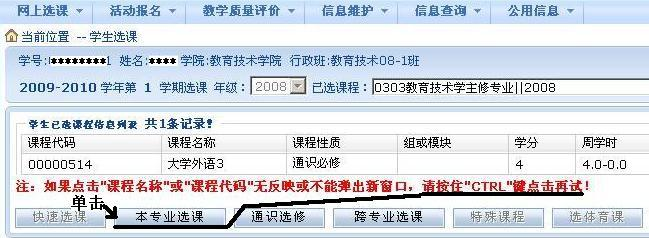 网上选课 活动报名 教学质量评价 信息维护 信息查询 公用信息
当前位置 -- 学生选课
学号:********1 姓名:**** 学院:教育技术学院 行政班:教育技术08-1班
2009-2010 学年第 1 学期选课 年级: 2008 已选课程: 0303教育技术学主修专业||2008
学生已选课程信息列表 共1条记录!
课程代码 课程名称 课程性质 组或模块 学分 周学时
00000514 大学外语3 通识必修 4 4.0-0.0
注：如果点击"课程名称"或"课程代码"无反映或不能弹出新窗口，请按住"CTRL"键点击再试！
单击
快速选课 本专业选课 通识选修 跨专业选课 特殊课程 选体育课